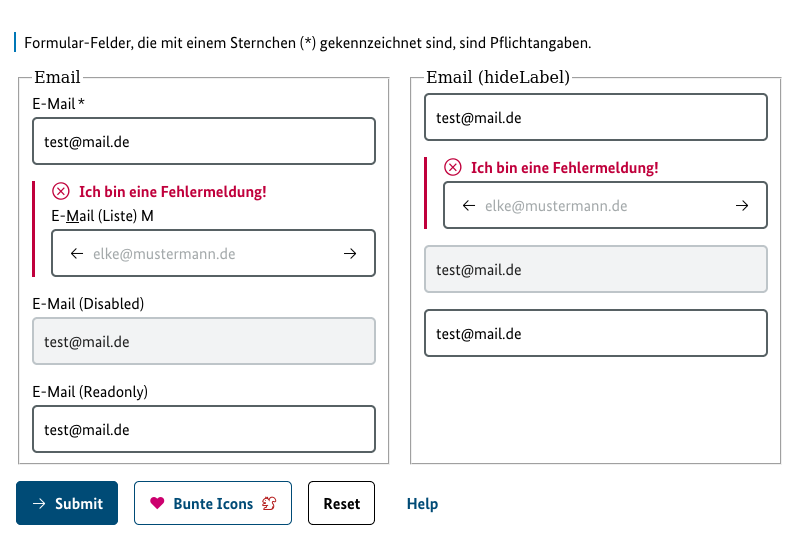 Formular-Felder, die mit einem Sternchen (*) gekennzeichnet sind, sind Pflichtangaben.
Email
E-Mail *
test@mail.de
Ich bin eine Fehlermeldung!
E-Mail (Liste) M
elke@mustermann.de
E-Mail (Disabled)
test@mail.de
E-Mail (Readonly)
test@mail.de
Email (hideLabel)
test@mail.de
Ich bin eine Fehlermeldung!
elke@mustermann.de
test@mail.de
test@mail.de
Submit
Bunte Icons
Reset
Help